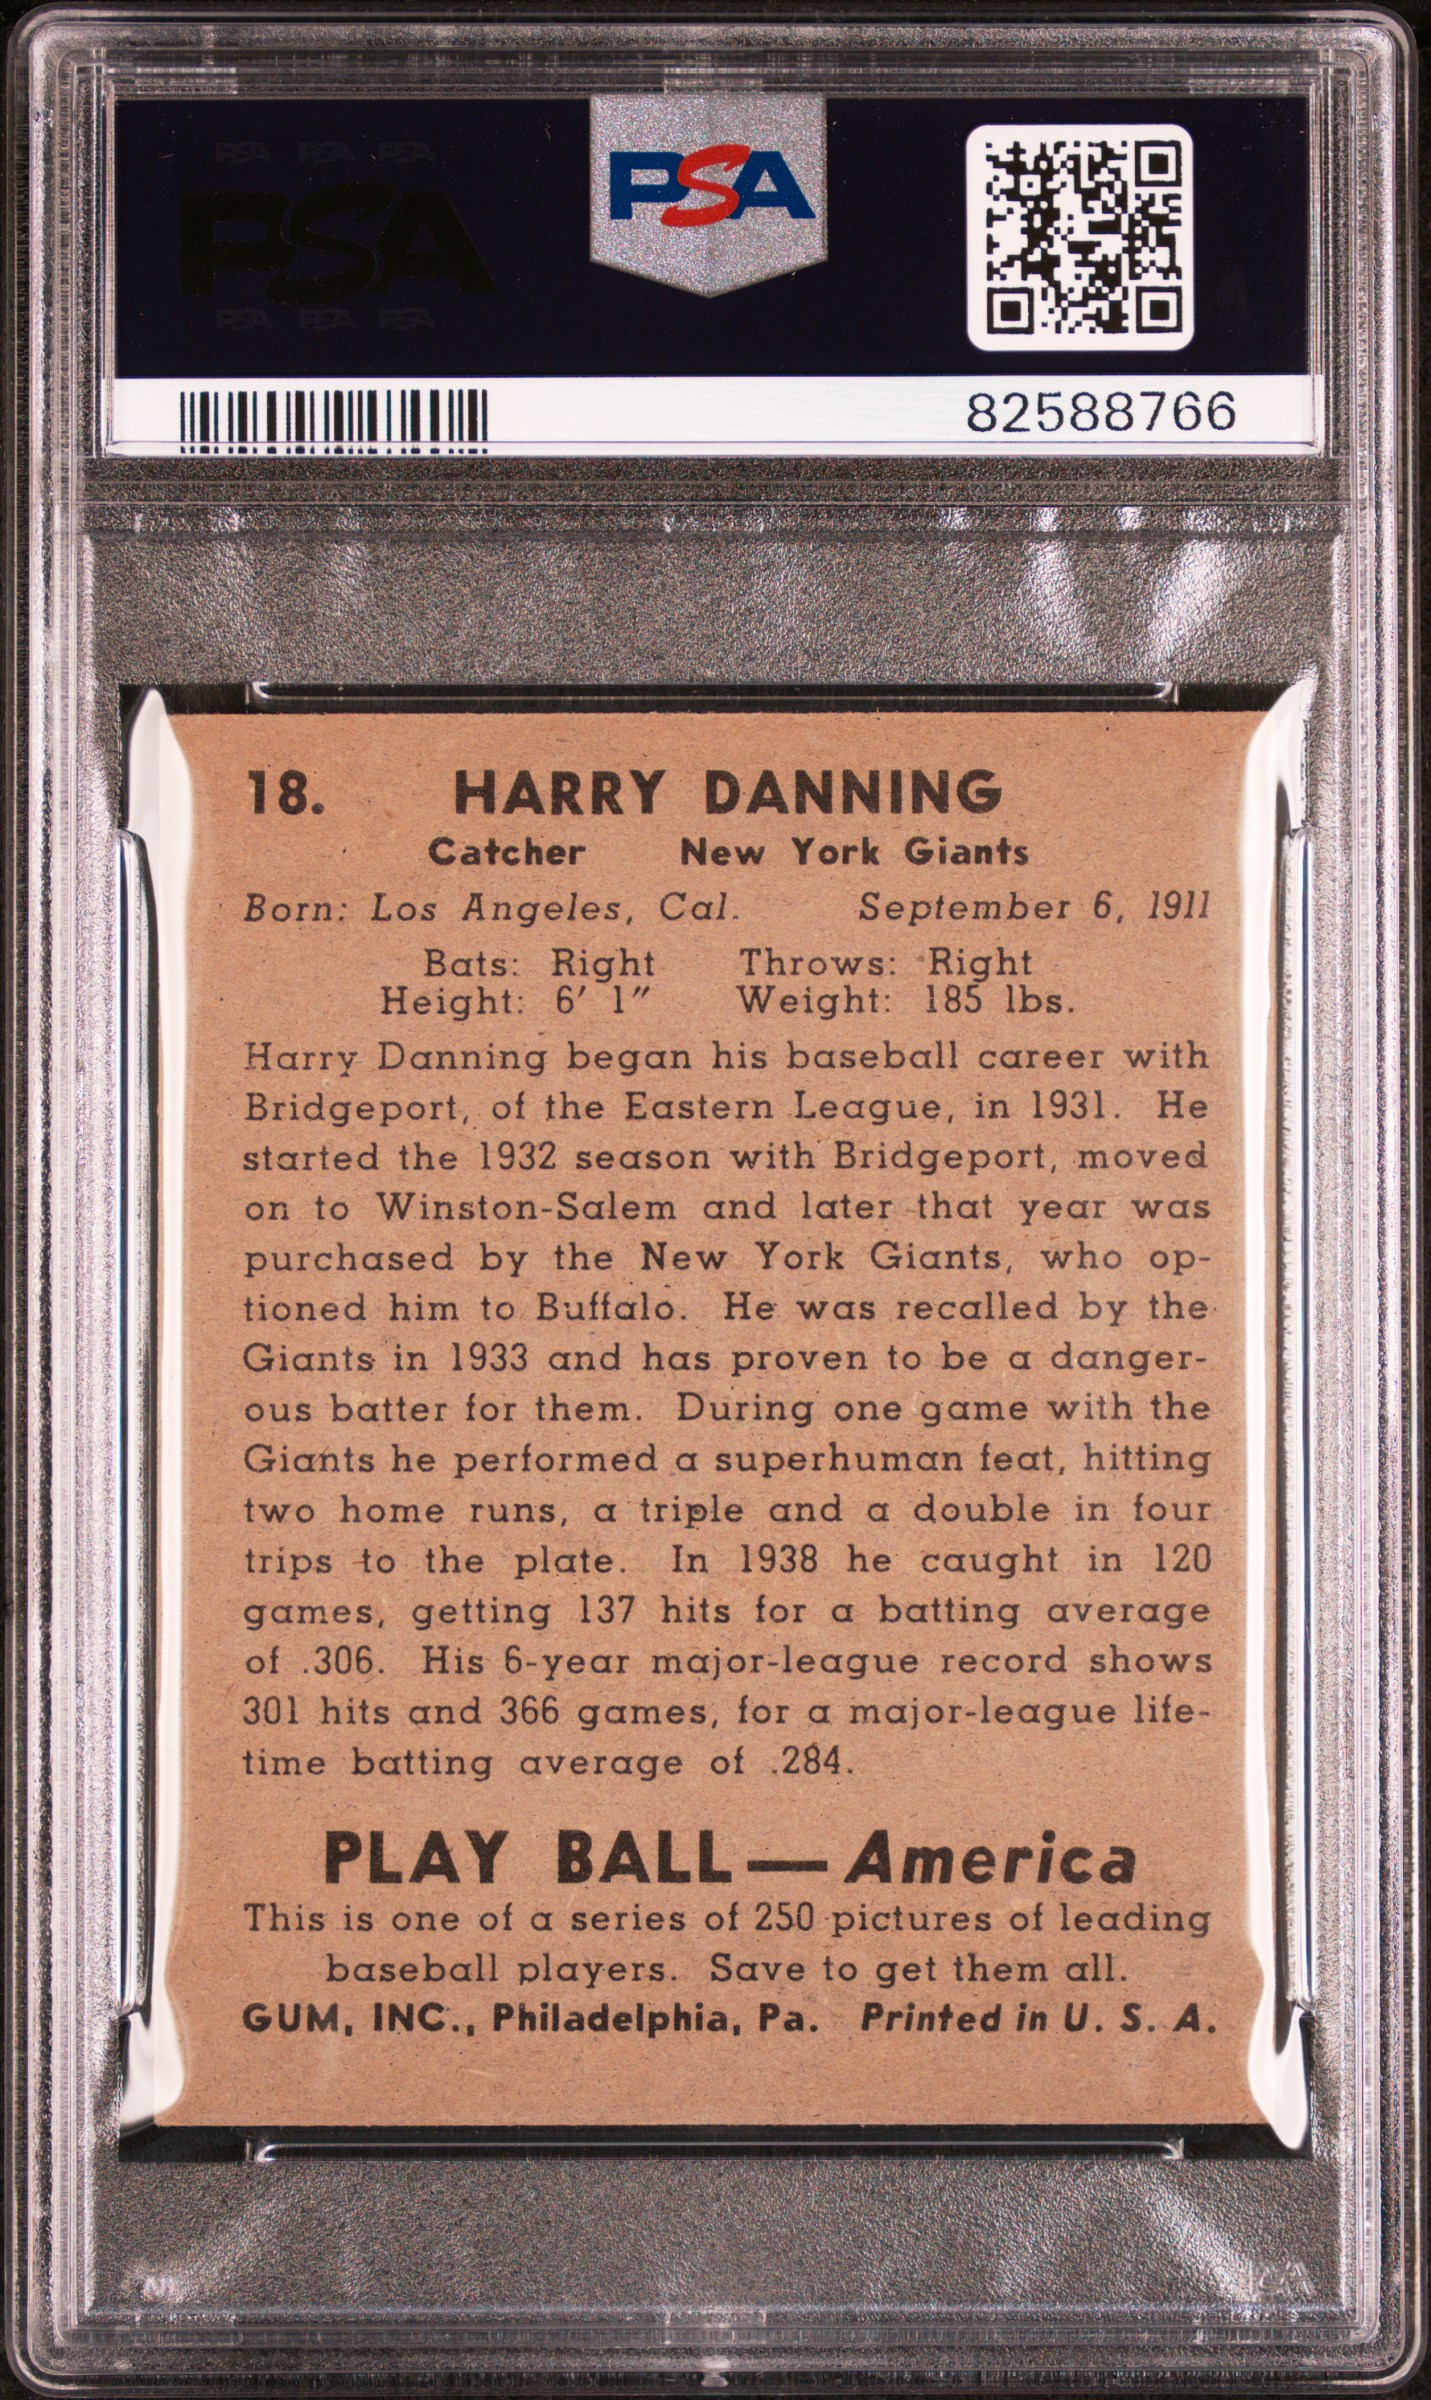 PSA PSA PSA
PSA
PSA PSA PSA
PSA
82588766
18. HARRY DANNING
Catcher New York Giants
Born: Los Angeles, Cal. September 6, 1911
Bats: Right Throws: Right
Height: 6′ 1″ Weight: 185 lbs.
Harry Danning began his baseball career with
Bridgeport, of the Eastern League, in 1931. He
started the 1932 season with Bridgeport, moved
on to Winston-Salem and later that year was
purchased by the New York Giants, who op-
tioned him to Buffalo. He was recalled by the
Giants in 1933 and has proven to be a danger-
ous batter for them. During one game with the
Giants he performed a superhuman feat, hitting
two home runs, a triple and a double in four
trips to the plate. In 1938 he caught in 120
games, getting 137 hits for a batting average
of .306. His 6-year major-league record shows
301 hits and 366 games, for a major-league life-
time batting average of .284.
PLAY BALL—America
This is one of a series of 250 pictures of leading
baseball players. Save to get them all.
GUM, INC., Philadelphia, Pa. Printed in U. S. A.